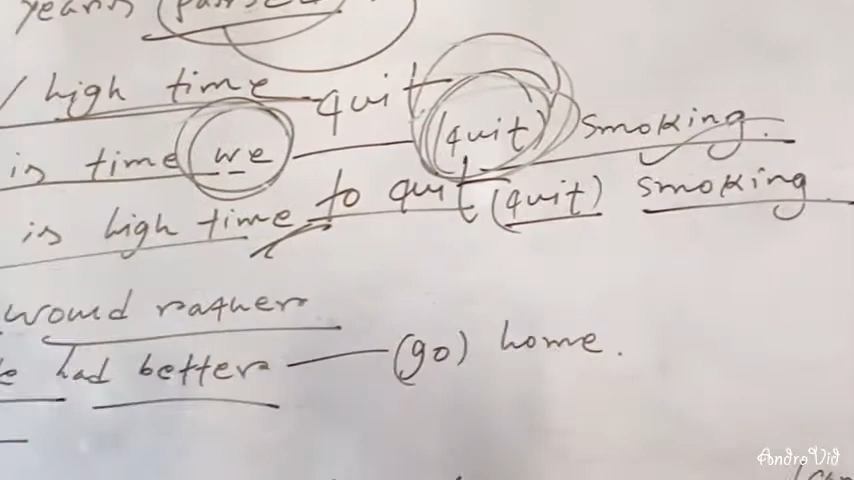 years (passed
/ high time
quit
is time we —— (quit) smoking.
is high time to quit (quit) smoking.
would rather
had better —— (go) home.
AndroVid